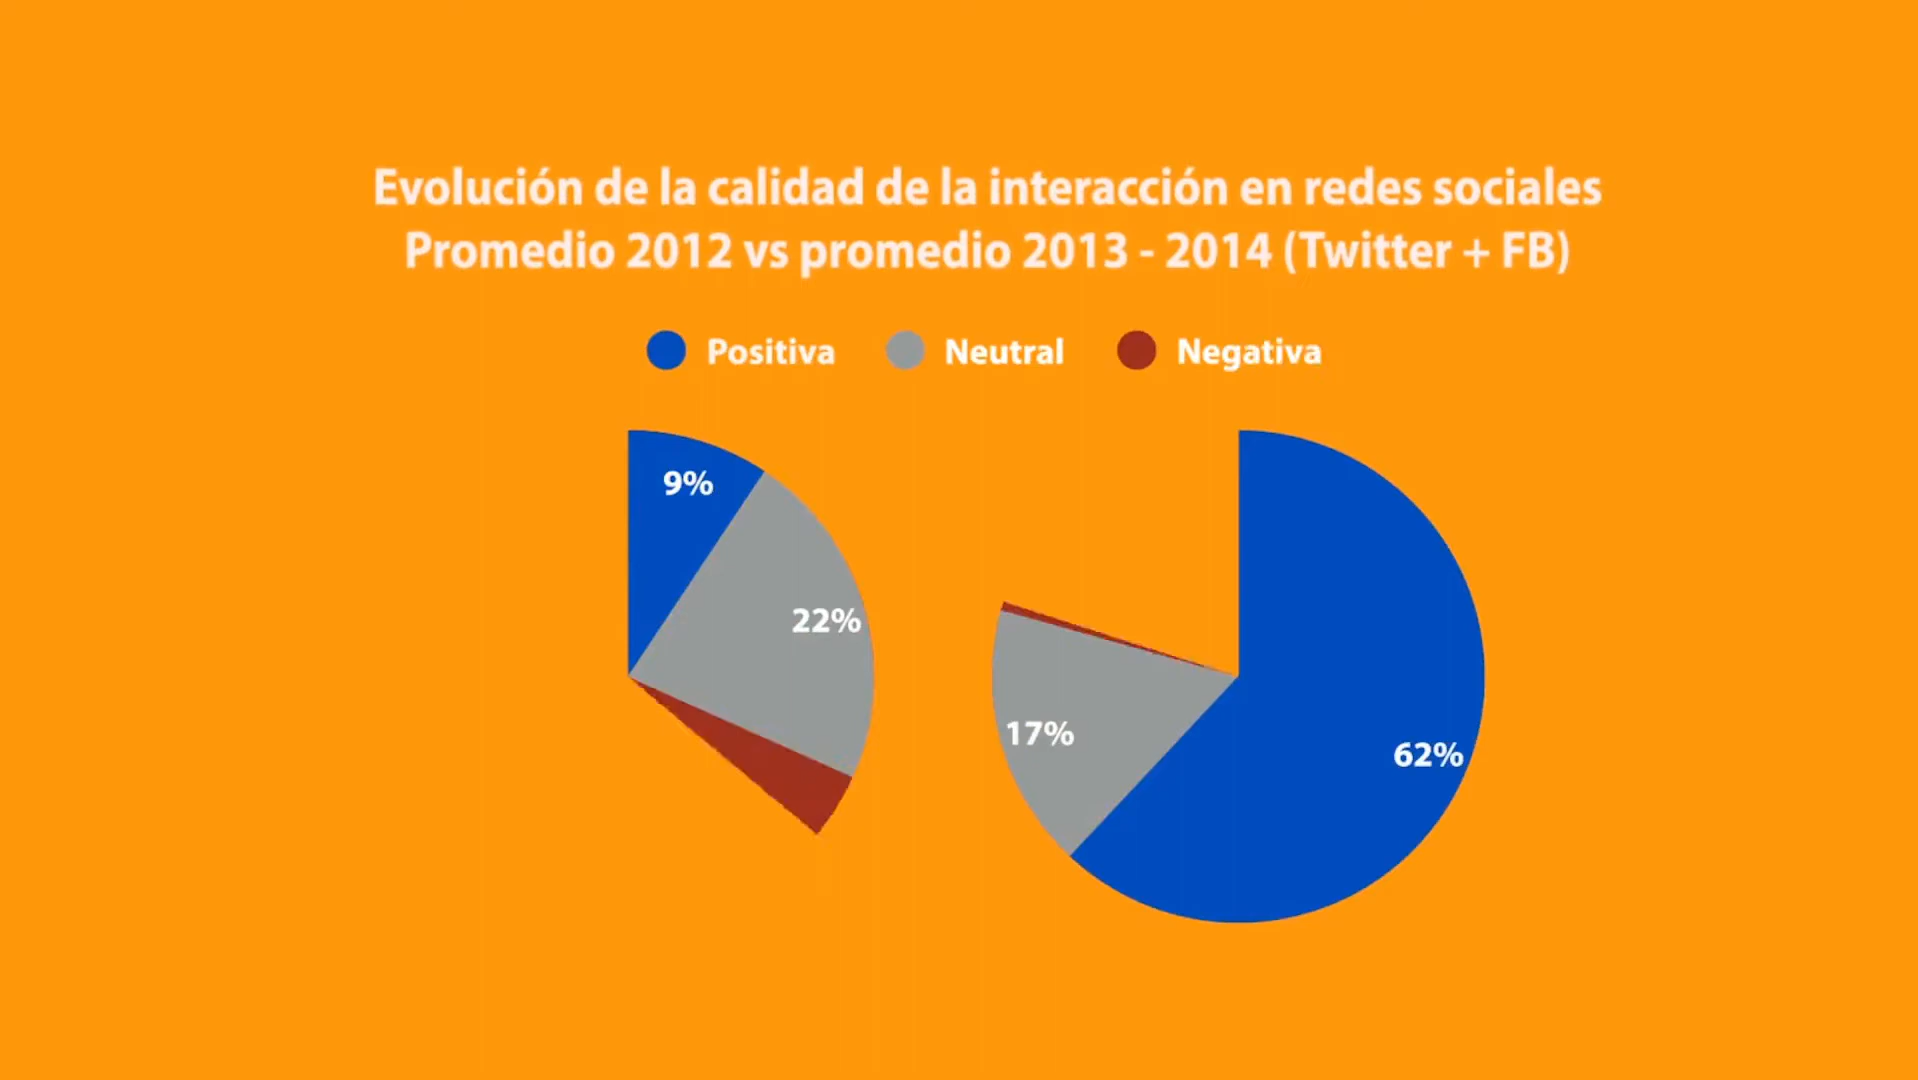 Evolución de la calidad de la interacción en redes sociales
Promedio 2012 vs promedio 2013 - 2014 (Twitter + FB)
Positiva Neutral Negativa
9%
22%
17%
62%